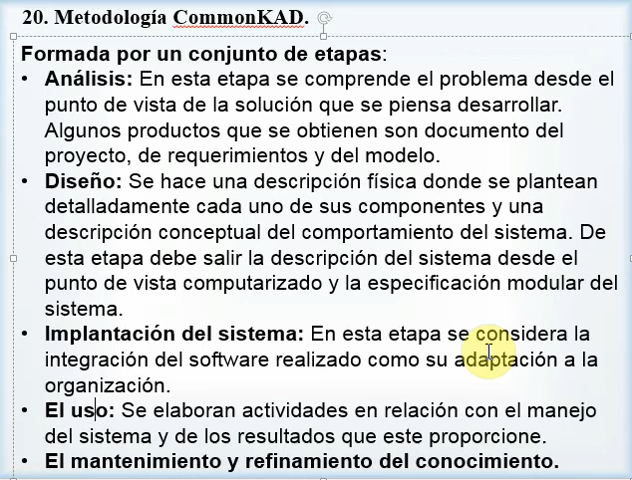 20. Metodología CommonKAD.
Formada por un conjunto de etapas:
• Análisis: En esta etapa se comprende el problema desde el
punto de vista de la solución que se piensa desarrollar.
Algunos productos que se obtienen son documento del
proyecto, de requerimientos y del modelo.
• Diseño: Se hace una descripción física donde se plantean
detalladamente cada uno de sus componentes y una
descripción conceptual del comportamiento del sistema. De
esta etapa debe salir la descripción del sistema desde el
punto de vista computarizado y la especificación modular del
sistema.
• Implantación del sistema: En esta etapa se considera la
integración del software realizado como su adaptación a la
organización.
• El uso: Se elaboran actividades en relación con el manejo
del sistema y de los resultados que este proporcione.
• El mantenimiento y refinamiento del conocimiento.